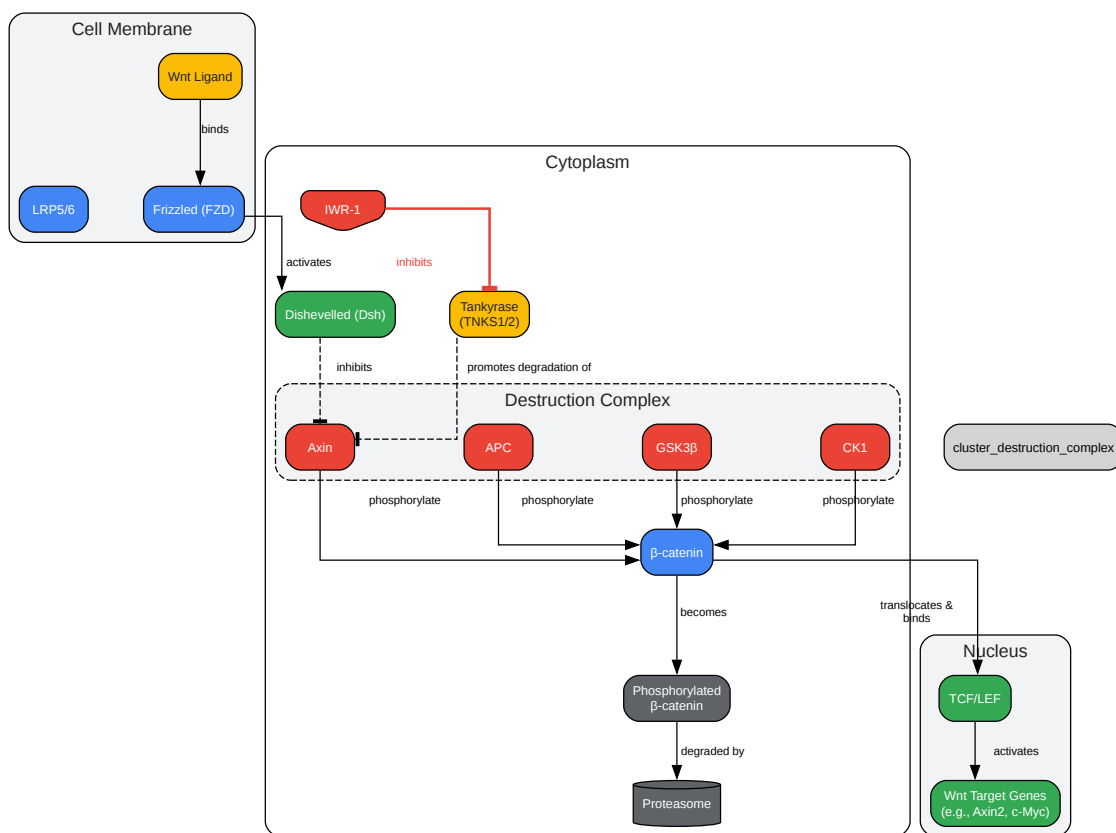 Cell Membrane
Wnt Ligand
binds
LRP5/6
Frizzled (FZD)
Cytoplasm
IWR-1
activates
inhibits
Dishevelled (Dsh)
Tankyrase
(TNKS1/2)
inhibits
promotes degradation of
Destruction Complex
Axin
APC
GSK3β
CK1
cluster_destruction_complex
phosphorylate
phosphorylate
phosphorylate
phosphorylate
β-catenin
becomes
translocates &
binds
Nucleus
Phosphorylated
β-catenin
TCF/LEF
degraded by
activates
Proteasome
Wnt Target Genes
(e.g., Axin2, c-Myc)